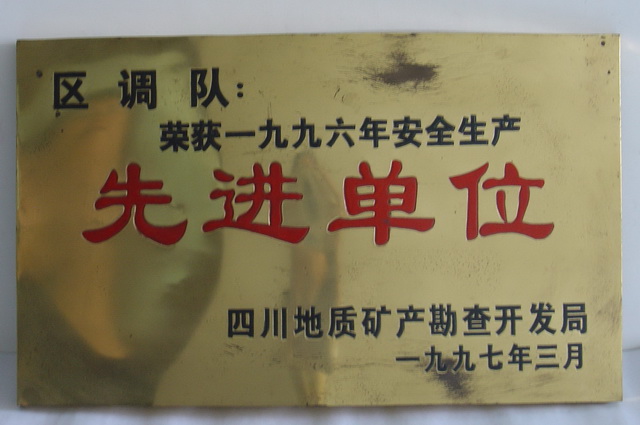 区调队：
荣获一九九六年安全生产
先进单位
四川地质矿产勘查开发局
一九九七年三月